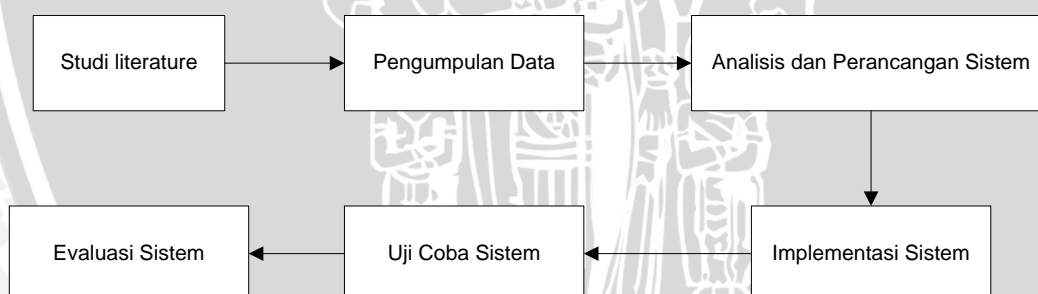 Studi literature
Pengumpulan Data
Analisis dan Perancangan Sistem
Implementasi Sistem
Uji Coba Sistem
Evaluasi Sistem